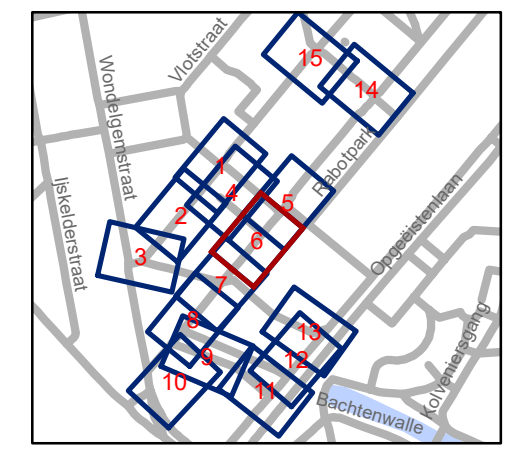 15
14
Vlotstraat
Wondelgemstraat
Rabotpark
1
4
5
Ijskelderstraat
2
6
Opgeëistenlaan
3
7
8
13
9
12
10
11
Kolveniersgang
Bachtenwalle